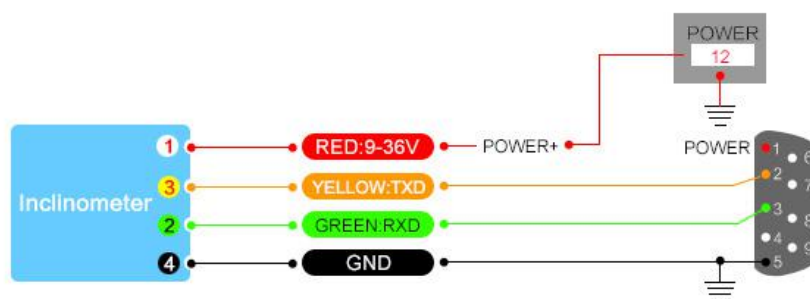 POWER
12
Inclinometer
1 RED:9-36V POWER+ POWER 1 6
3 YELLOW:TXD 2 7
2 GREEN:RXD 3 8
4 GND 4 9
5